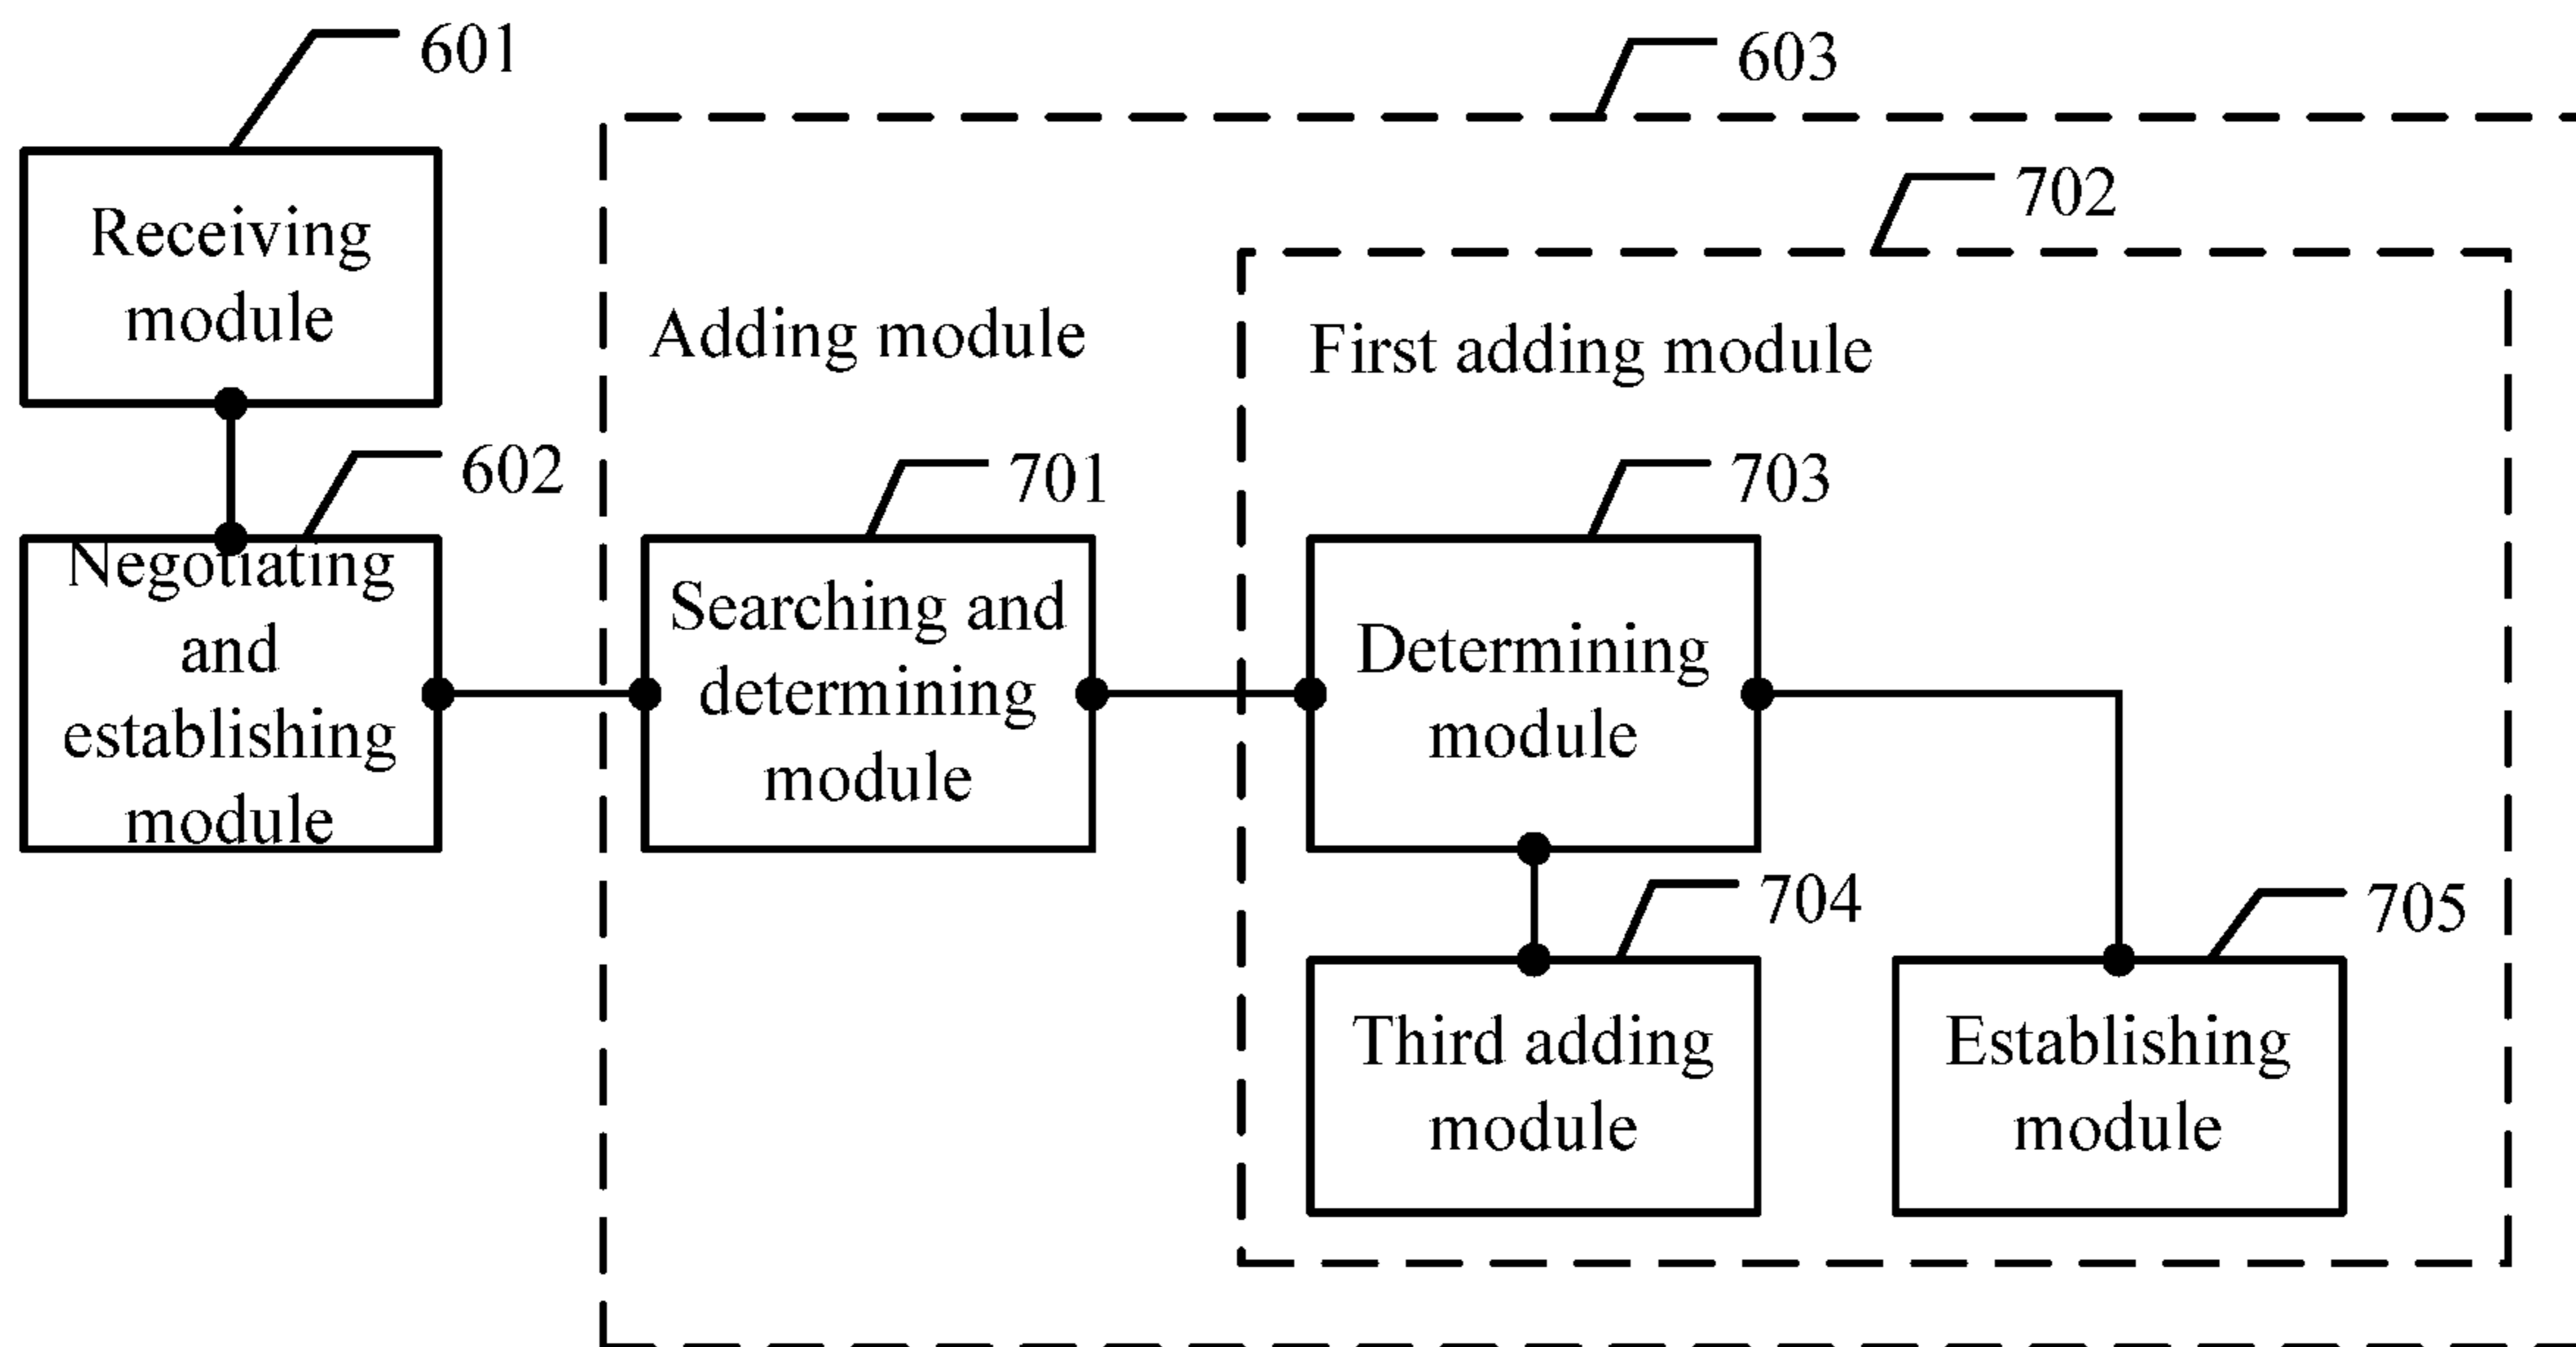 601
603
702
Receiving
module
Adding module
First adding module
602
701
703
Negotiating
and
establishing
module
Searching and
determining
module
Determining
module
704
705
Third adding
module
Establishing
module